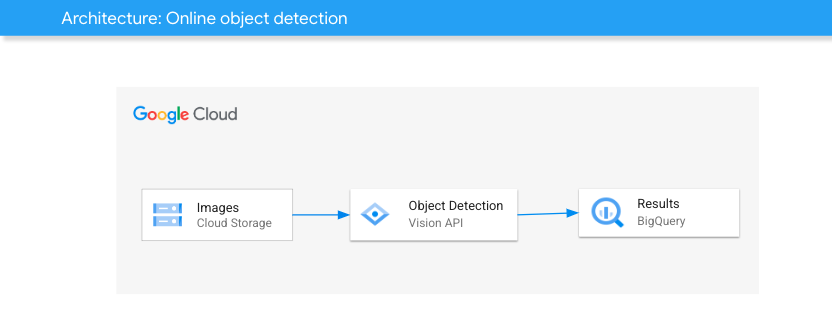 Architecture: Online object detection
Google Cloud
Images
Cloud Storage
Object Detection
Vision API
Results
BigQuery